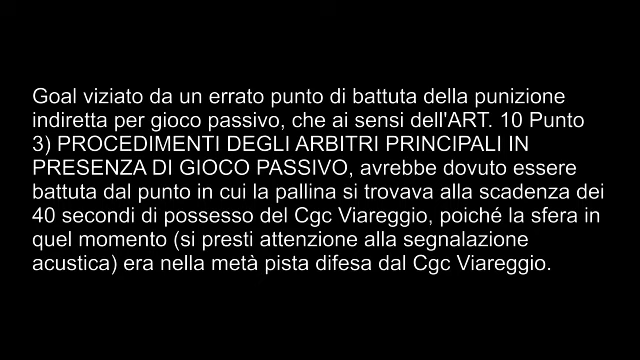 Goal viziato da un errato punto di battuta della punizione
indiretta per gioco passivo, che ai sensi dell'ART. 10 Punto
3) PROCEDIMENTI DEGLI ARBITRI PRINCIPALI IN
PRESENZA DI GIOCO PASSIVO, avrebbe dovuto essere
battuta dal punto in cui la pallina si trovava alla scadenza dei
40 secondi di possesso del Cgc Viareggio, poiché la sfera in
quel momento (si presti attenzione alla segnalazione
acustica) era nella metà pista difesa dal Cgc Viareggio.